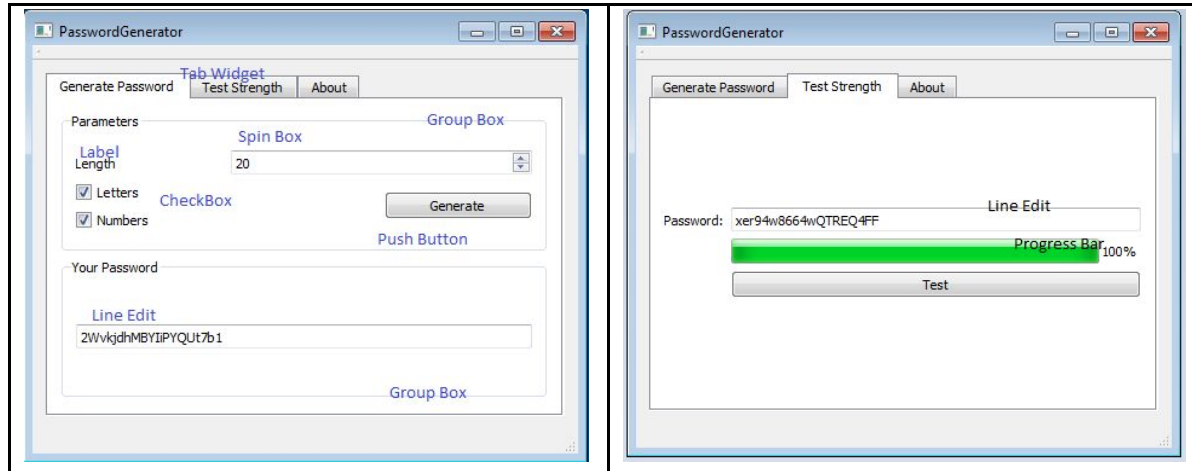 PasswordGenerator
Tab Widget
Generate Password Test Strength About
Parameters
Group Box
Spin Box
Label
Length 20
Letters
CheckBox
Generate
Numbers
Push Button
Your Password
Line Edit
2WvkjdhMBYIiPYQUt7b1
Group Box
PasswordGenerator
Generate Password Test Strength About
Line Edit
Password: xer94w8664wQTREQ4FF
Progress Bar
100%
Test